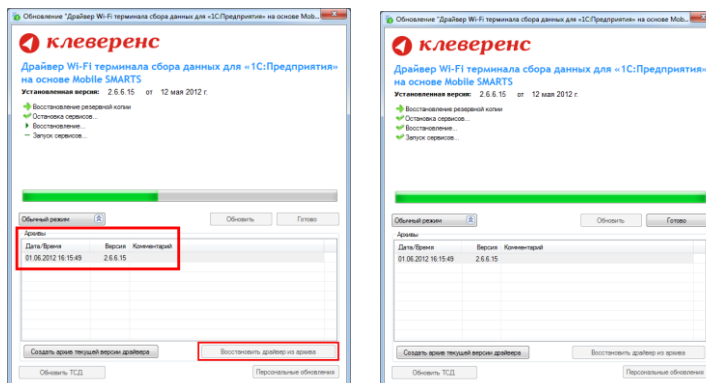 Обновление "Драйвер Wi-Fi терминала сбора данных для «1С:Предприятия» на основе Mob...
клеверенс
Драйвер Wi-Fi терминала сбора данных для «1С:Предприятия»
на основе Mobile SMARTS
Установленная версия: 2.6.6.15 от 12 мая 2012 г.
Восстановление резервной копии
Остановка сервисов...
Восстановление...
Запуск сервисов...
Обычный режим
Обновить
Готово
Архивы
Дата/Время Версия Комментарий
01.06.2012 16:15:49 2.6.6.15
Создать архив текущей версии драйвера
Восстановить драйвер из архива
Обновить ТСД
Персональные обновления
Обновление "Драйвер Wi-Fi терминала сбора данных для «1С:Предприятия» на основе Mob...
клеверенс
Драйвер Wi-Fi терминала сбора данных для «1С:Предприятия»
на основе Mobile SMARTS
Установленная версия: 2.6.6.15 от 12 мая 2012 г.
Восстановление резервной копии
Остановка сервисов...
Восстановление...
Запуск сервисов...
Обычный режим
Обновить
Готово
Архивы
Дата/Время Версия Комментарий
01.06.2012 16:15:49 2.6.6.15
Создать архив текущей версии драйвера
Восстановить драйвер из архива
Обновить ТСД
Персональные обновления